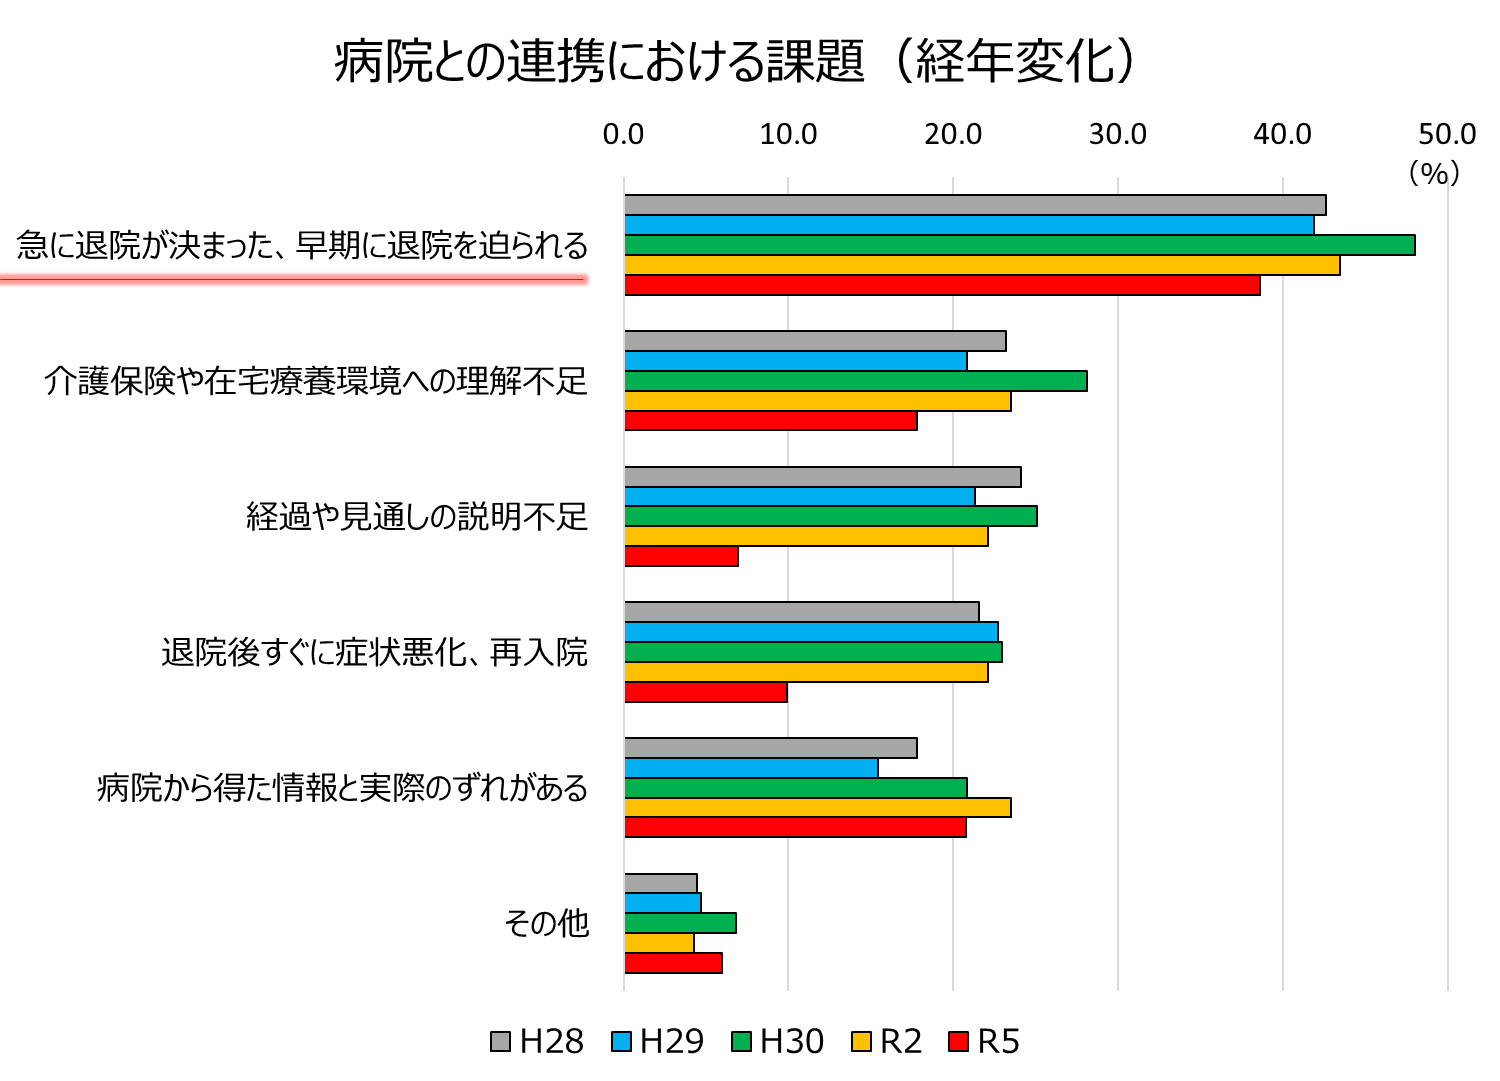 病院との連携における課題（経年変化）
0.0 10.0 20.0 30.0 40.0 50.0
（%）
急に退院が決まった、早期に退院を迫られる
介護保険や在宅療養環境への理解不足
経過や見通しの説明不足
退院後すぐに症状悪化、再入院
病院から得た情報と実際のずれがある
その他
H28 H29 H30 R2 R5